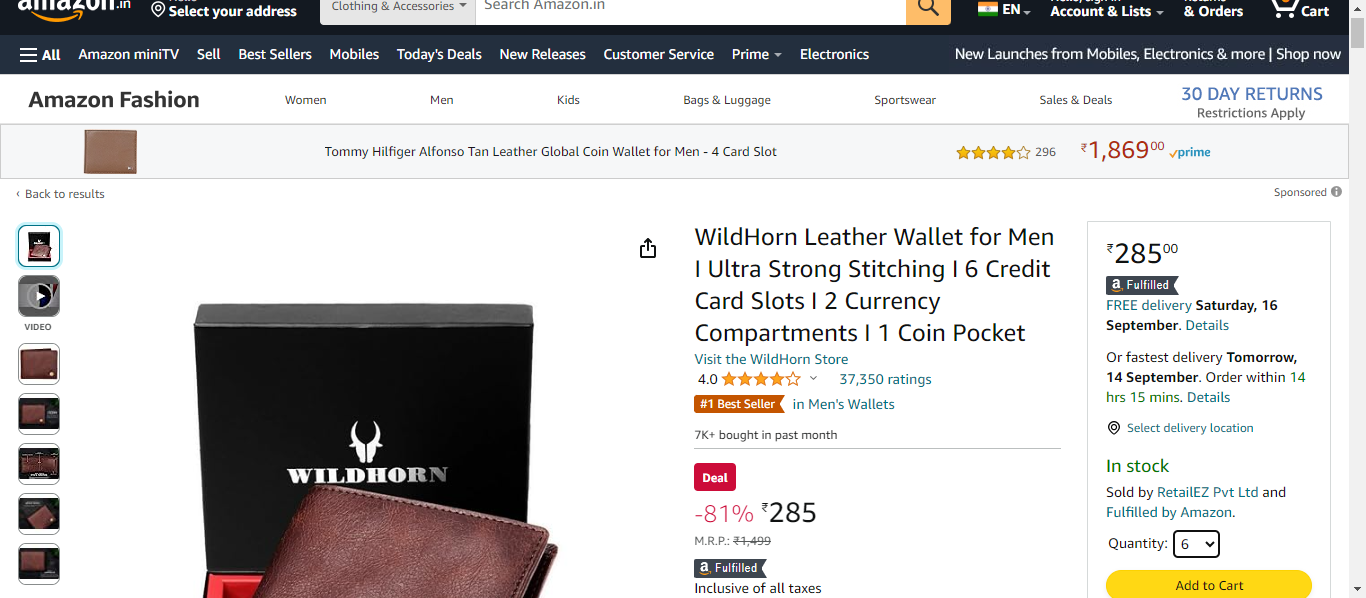 amazon.in
Select your address
Clothing & Accessories
Search Amazon.in
EN
Account & Lists
& Orders
Cart
All
Amazon miniTV
Sell
Best Sellers
Mobiles
Today's Deals
New Releases
Customer Service
Prime
Electronics
New Launches from Mobiles, Electronics & more | Shop now
Amazon Fashion
Women
Men
Kids
Bags & Luggage
Sportswear
Sales & Deals
30 DAY RETURNS
Restrictions Apply
Tommy Hilfiger Alfonso Tan Leather Global Coin Wallet for Men - 4 Card Slot
296
₹1,86900
prime
‹ Back to results
Sponsored
VIDEO
WILDHORN
WildHorn Leather Wallet for Men
I Ultra Strong Stitching I 6 Credit
Card Slots I 2 Currency
Compartments I 1 Coin Pocket
Visit the WildHorn Store
4.0
37,350 ratings
#1 Best Seller
in Men's Wallets
7K+ bought in past month
Deal
-81% ₹285
M.R.P.: ₹1,499
a Fulfilled
Inclusive of all taxes
₹28500
a Fulfilled
FREE delivery Saturday, 16
September. Details
Or fastest delivery Tomorrow,
14 September. Order within 14
hrs 15 mins. Details
Select delivery location
In stock
Sold by RetailEZ Pvt Ltd and
Fulfilled by Amazon.
Quantity: 6
Add to Cart